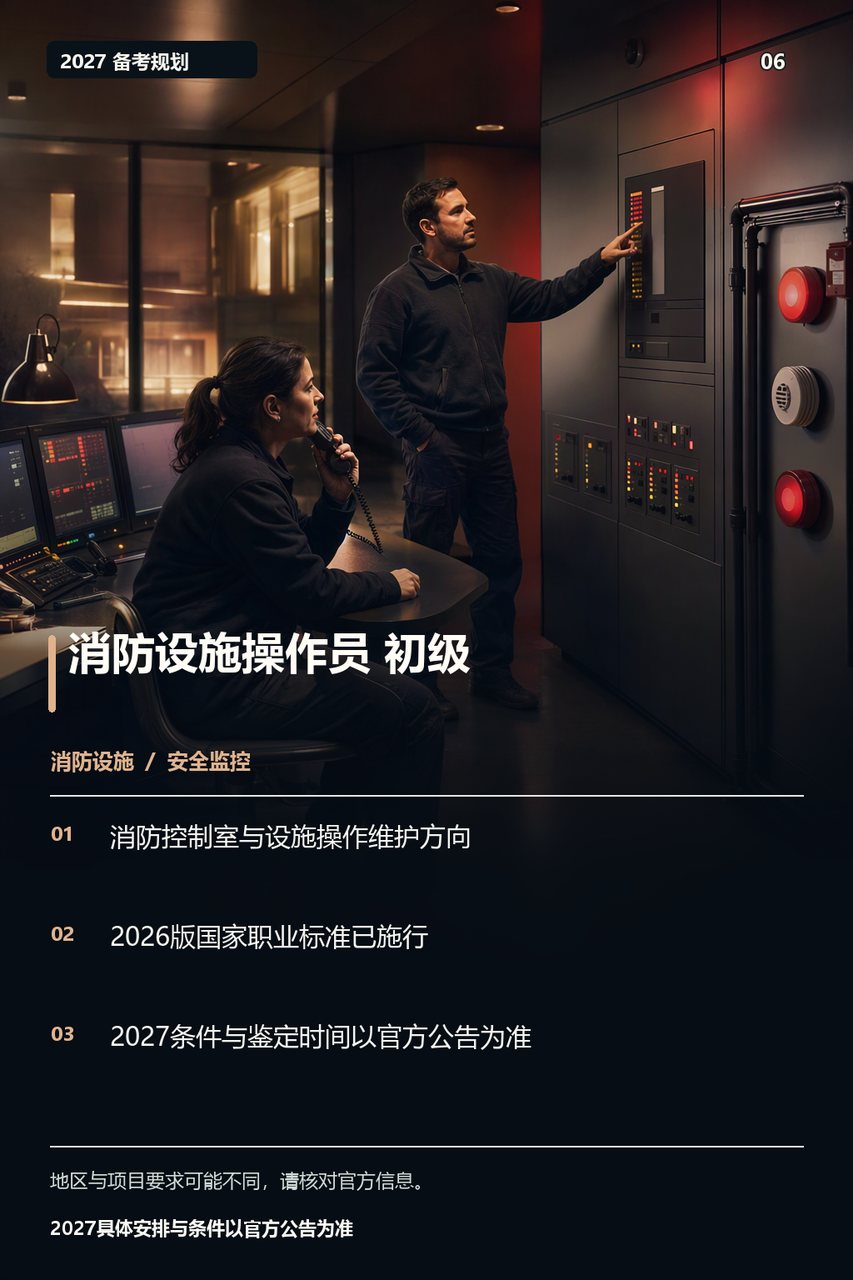 2027 备考规划
06
消防设施操作员 初级
消防设施 / 安全监控
01 消防控制室与设施操作维护方向
02 2026版国家职业标准已施行
03 2027条件与鉴定时间以官方公告为准
地区与项目要求可能不同，请核对官方信息。
2027具体安排与条件以官方公告为准